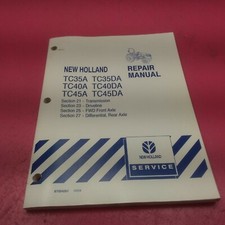 NEW HOLLAND
REPAIR
MANUAL
TC35A TC35DA
TC40A TC40DA
TC45A TC45DA
Section 21 - Transmission
Section 23 - Driveline
Section 25 - FWD Front Axle
Section 27 - Differential, Rear Axle
NEW HOLLAND
SERVICE